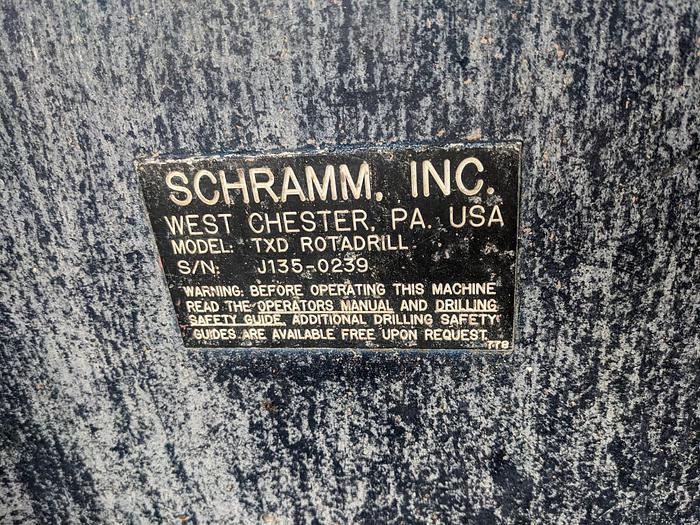 SCHRAMM, INC.
WEST CHESTER, PA. USA
MODEL: TXD ROTADRILL
S/N: J135-0239
WARNING: BEFORE OPERATING THIS MACHINE
READ THE OPERATORS MANUAL AND DRILLING
SAFETY GUIDE. ADDITIONAL DRILLING SAFETY
GUIDES ARE AVAILABLE FREE UPON REQUEST.